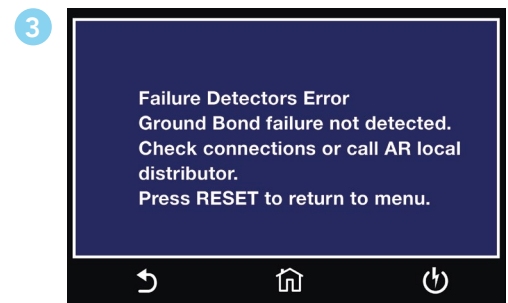 3
Failure Detectors Error
Ground Bond failure not detected.
Check connections or call AR local
distributor.
Press RESET to return to menu.